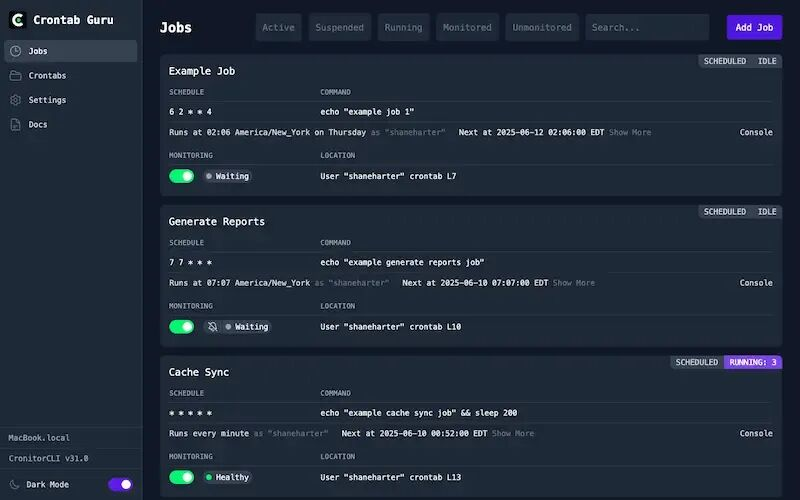 Crontab Guru
Jobs
Crontabs
Settings
Docs
MacBook.local
CronitorCLI v31.0
Dark Mode
Jobs
Active Suspended Running Monitored Unmonitored Search... Add Job
SCHEDULED IDLE
Example Job
SCHEDULE COMMAND
6 2 * * 4 echo "example job 1"
Runs at 02:06 America/New_York on Thursday as "shaneharter" Next at 2025-06-12 02:06:00 EDT Show More Console
MONITORING LOCATION
Waiting User "shaneharter" crontab L7
SCHEDULED IDLE
Generate Reports
SCHEDULE COMMAND
7 7 * * * echo "example generate reports job"
Runs at 07:07 America/New_York as "shaneharter" Next at 2025-06-10 07:07:00 EDT Show More Console
MONITORING LOCATION
Waiting User "shaneharter" crontab L10
SCHEDULED RUNNING: 3
Cache Sync
SCHEDULE COMMAND
* * * * * echo "example cache sync job" && sleep 200
Runs every minute as "shaneharter" Next at 2025-06-10 00:52:00 EDT Show More Console
MONITORING LOCATION
Healthy User "shaneharter" crontab L13